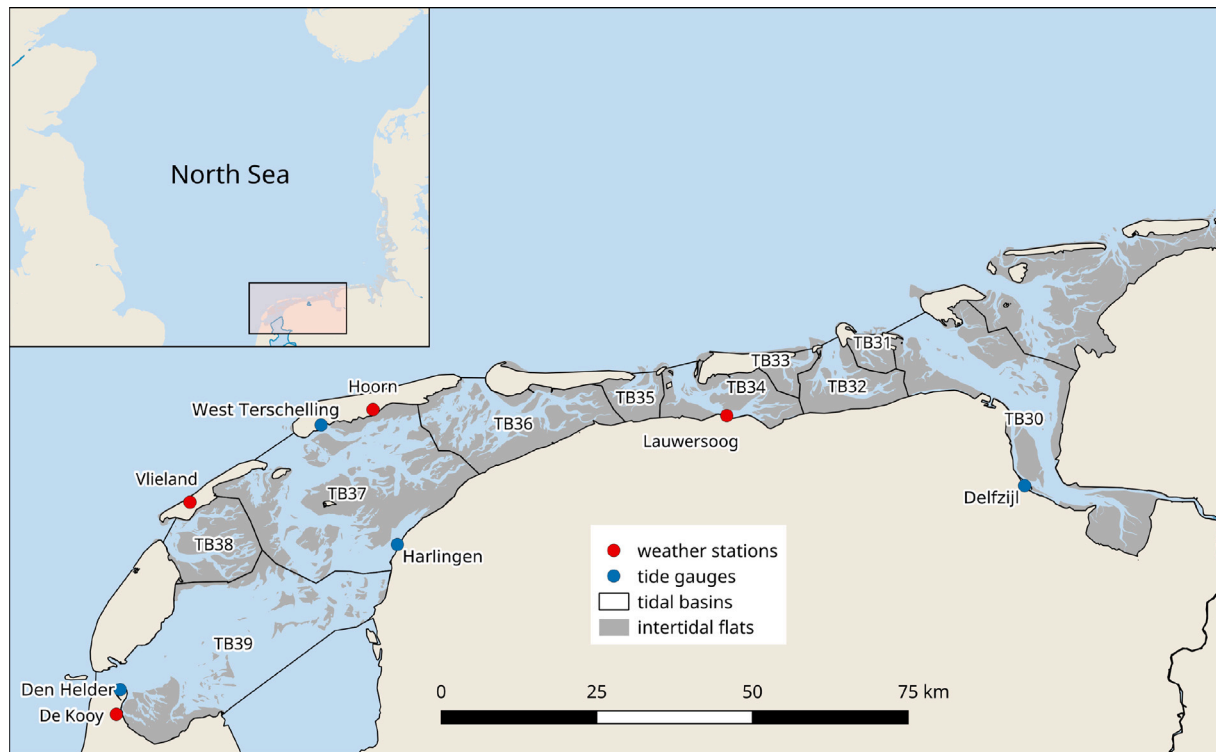 North Sea
Hoorn
West Terschelling
Vlieland
TB31
TB33
TB35
TB34
TB32
TB36
TB30
Lauwersoog
TB37
Delfzijl
TB38
Harlingen
weather stations
tide gauges
tidal basins
intertidal flats
TB39
Den Helder
De Kooy
0 25 50 75 km